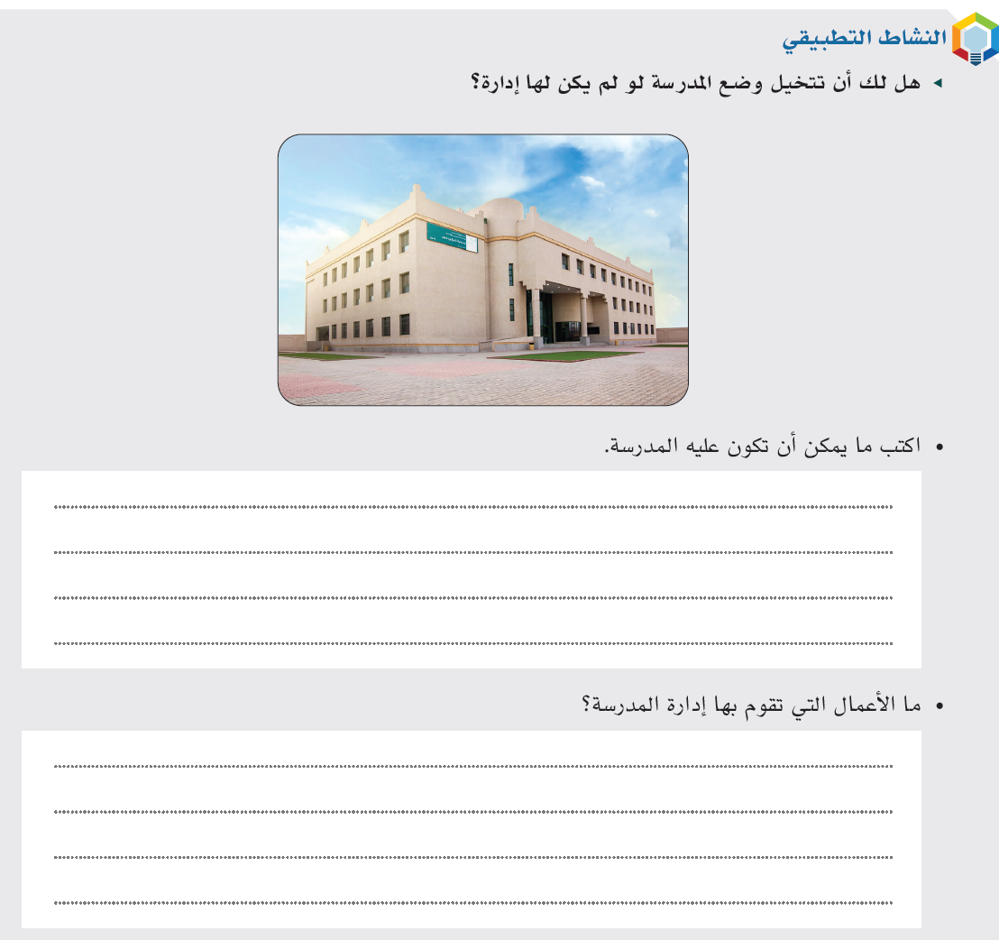 النشاط التطبيقي
هل لك أن تتخيل وضع المدرسة لو لم يكن لها إدارة؟
• اكتب ما يمكن أن تكون عليه المدرسة.
• ما الأعمال التي تقوم بها إدارة المدرسة؟